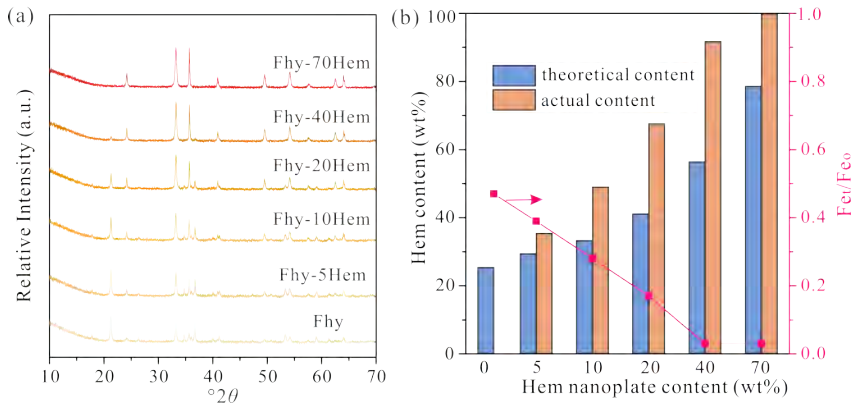 (a)
Relative Intensity (a.u.)
Fhy-70Hem
Fhy-40Hem
Fhy-20Hem
Fhy-10Hem
Fhy-5Hem
Fhy
10 20 30 40 50 60 70
°2θ
(b)
Hem content (wt%)
100
80
60
40
20
0
theoretical content
actual content
1.0
0.8
0.6
0.4
0.2
0.0
Fet/Feo
0 5 10 20 40 70
Hem nanoplate content (wt%)